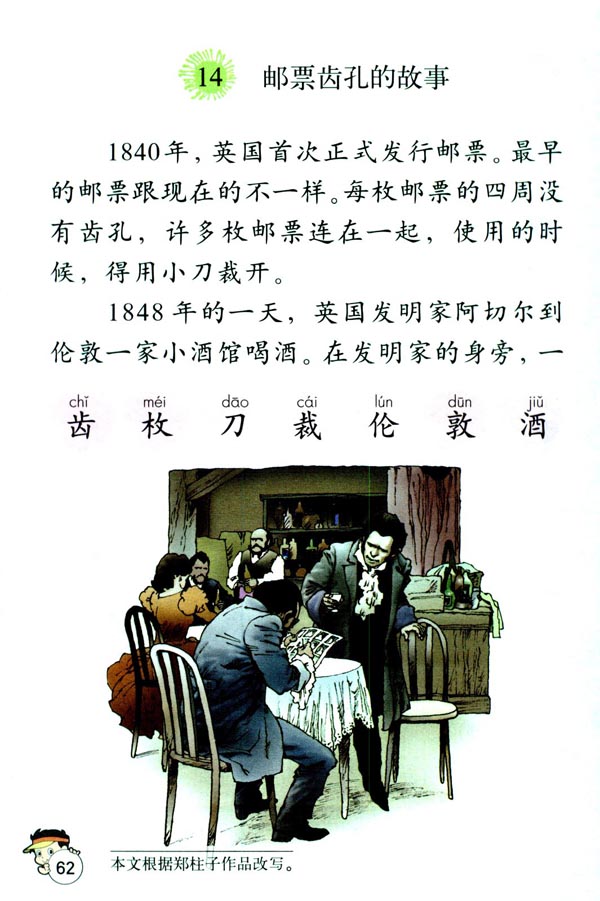 14 邮票齿孔的故事
1840年，英国首次正式发行邮票。最早
的邮票跟现在的不一样。每枚邮票的四周没
有齿孔，许多枚邮票连在一起，使用的时
候，得用小刀裁开。
1848 年的一天，英国发明家阿切尔到
伦敦一家小酒馆喝酒。在发明家的身旁，一
chǐ méi dāo cái lún dūn jiǔ
齿 枚 刀 裁 伦 敦 酒
62 本文根据郑柱子作品改写。